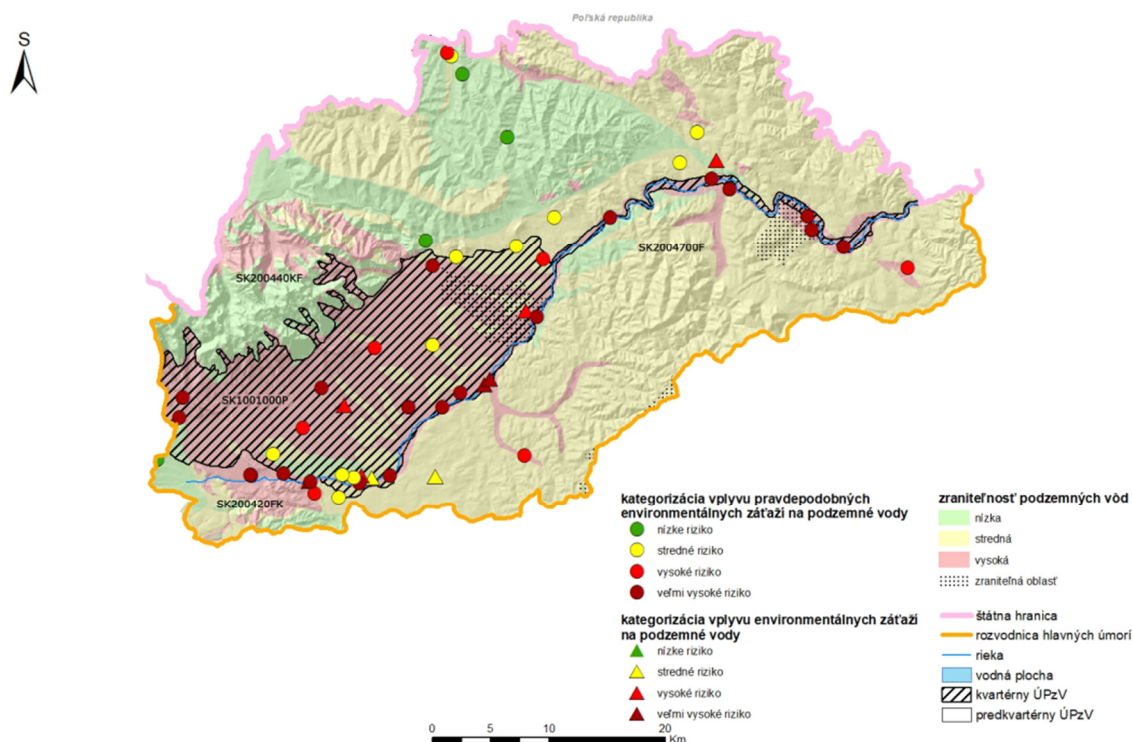 Poľská republika
S
SK200440KF
SK2004700F
SK1001000P
SK200420FK
kategorizácia vplyvu pravdepodobných
environmentálnych záťaží na podzemné vody
nízke riziko
stredné riziko
vysoké riziko
veľmi vysoké riziko
kategorizácia vplyvu environmentálnych záťaží
na podzemné vody
nízke riziko
stredné riziko
vysoké riziko
veľmi vysoké riziko
zraniteľnosť podzemných vôd
nízka
stredná
vysoká
zraniteľná oblasť
štátna hranica
rozvodnica hlavných úmorí
rieka
vodná plocha
kvartérny ÚPzV
predkvartérny ÚPzV
0 5 10 20
Km